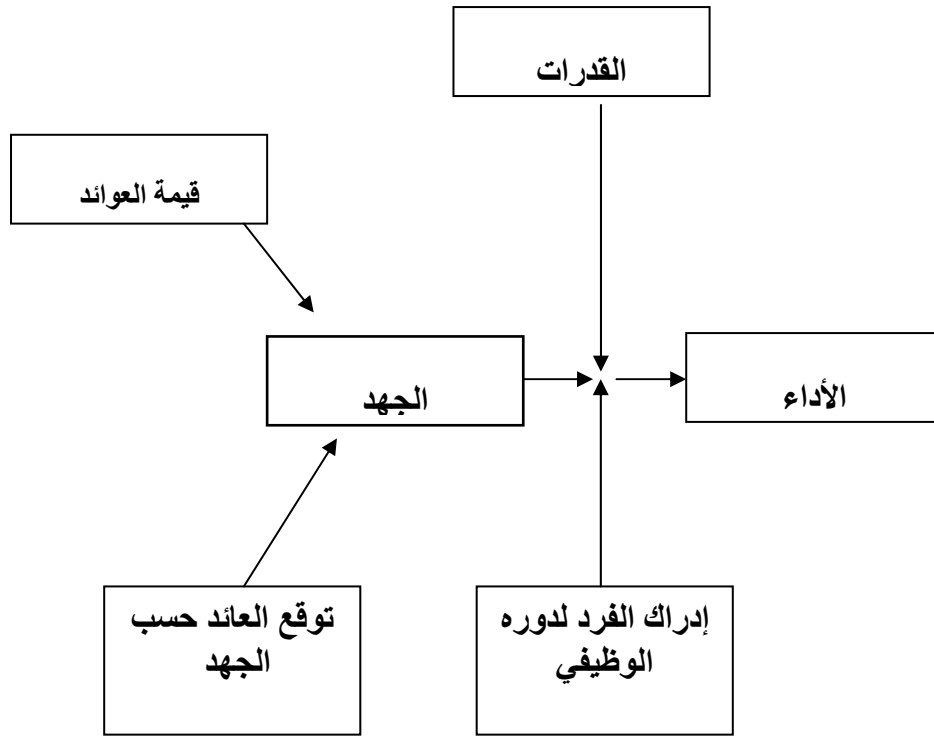 القدرات
قيمة العوائد
الجهد
الأداء
توقع العائد حسب
الجهد
إدراك الفرد لدوره
الوظيفي